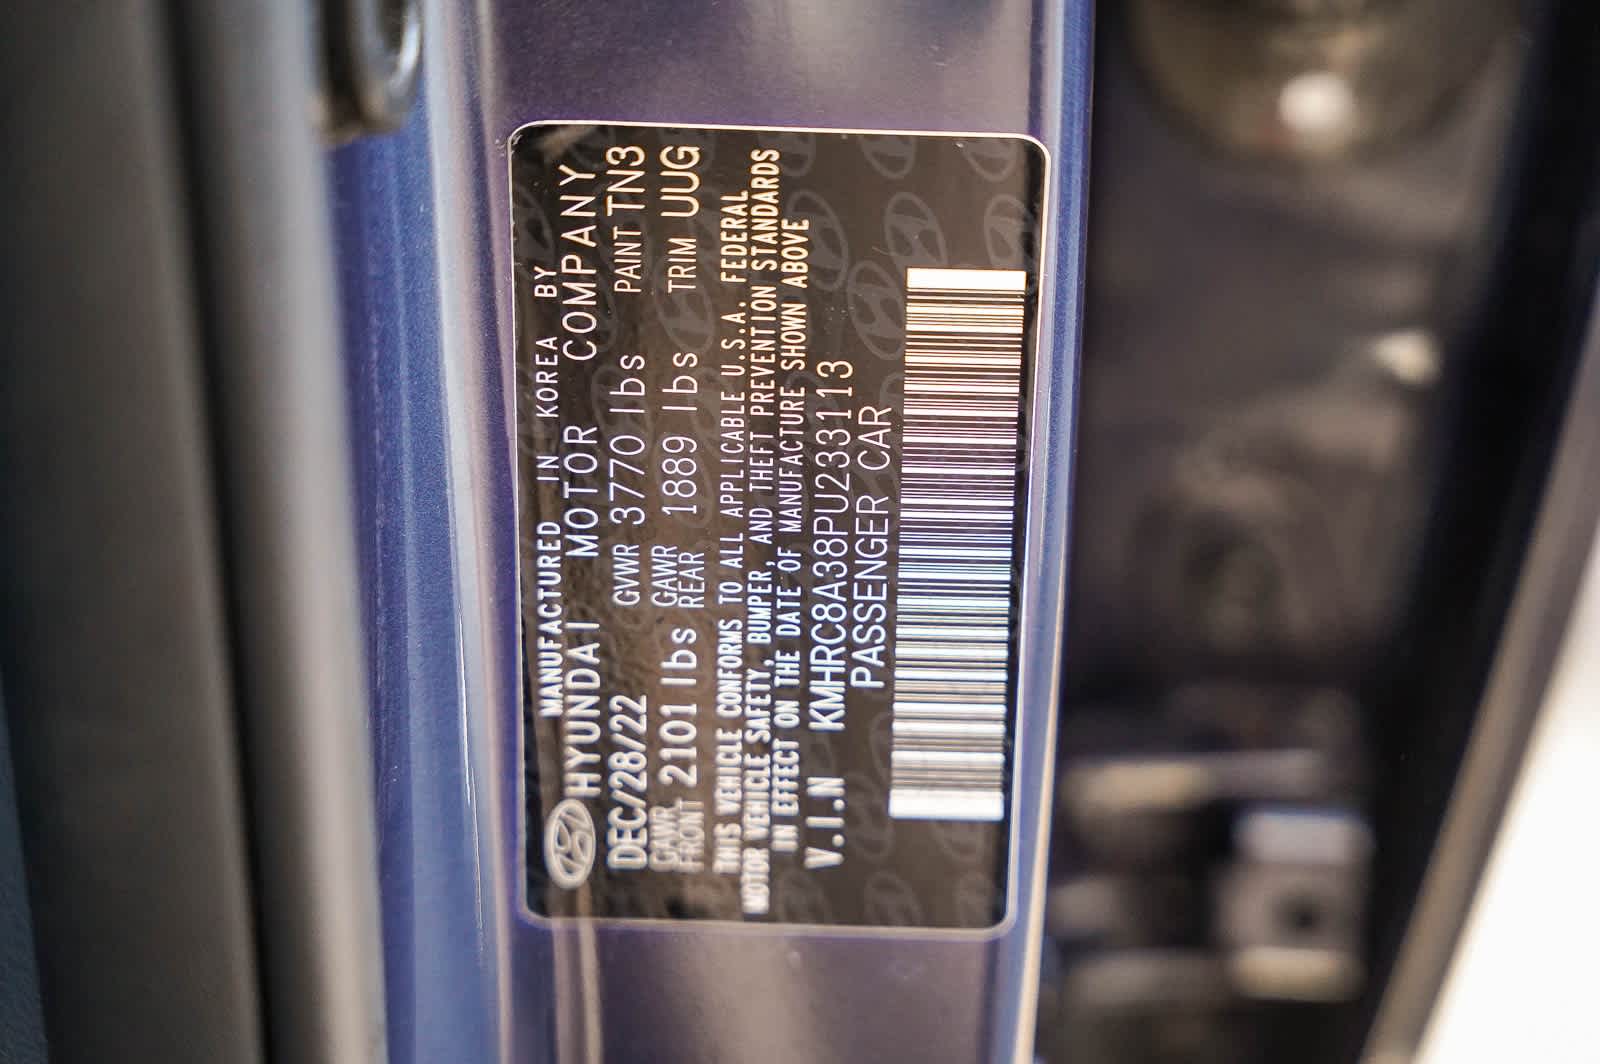 MANUFACTURED IN KOREA BY
HYUNDAI MOTOR COMPANY
DEC/28/22 GVWR 3770 lbs PAINT TN3
GAWR FRONT 2101 lbs GAWR REAR 1889 lbs TRIM UUG
THIS VEHICLE CONFORMS TO ALL APPLICABLE U.S.A. FEDERAL
MOTOR VEHICLE SAFETY, BUMPER, AND THEFT PREVENTION STANDARDS
IN EFFECT ON THE DATE OF MANUFACTURE SHOWN ABOVE
V.I.N KMHRC8A38PU233113
PASSENGER CAR